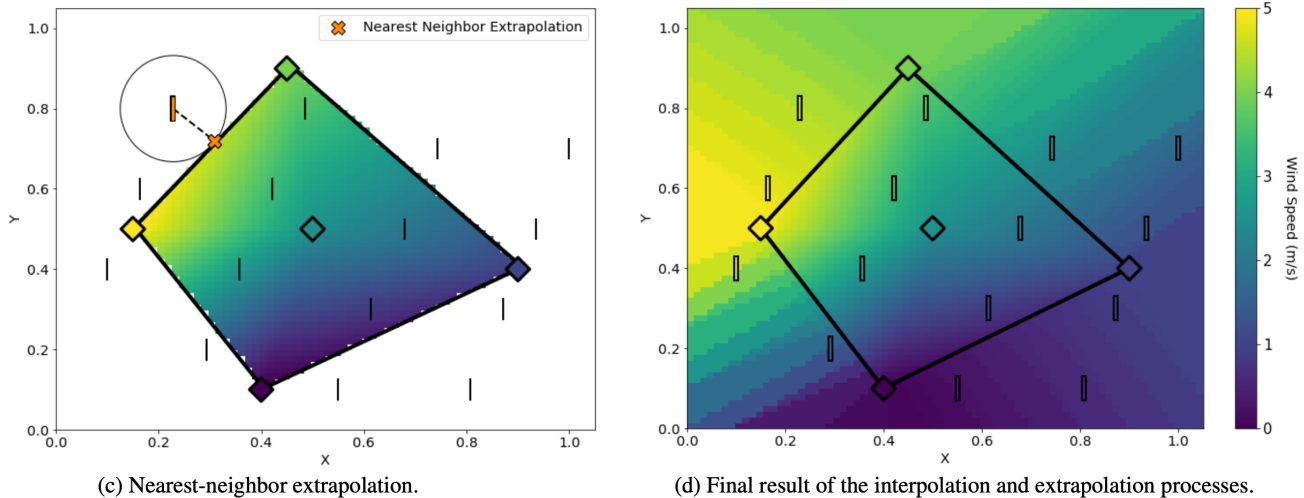 Nearest Neighbor Extrapolation
1.0
0.8
0.6
0.4
0.2
0.0
Y
0.0 0.2 0.4 0.6 0.8 1.0
X
(c) Nearest-neighbor extrapolation.
1.0
0.8
0.6
0.4
0.2
0.0
Y
0.0 0.2 0.4 0.6 0.8 1.0
X
5
4
3
2
1
0
Wind Speed (m/s)
(d) Final result of the interpolation and extrapolation processes.